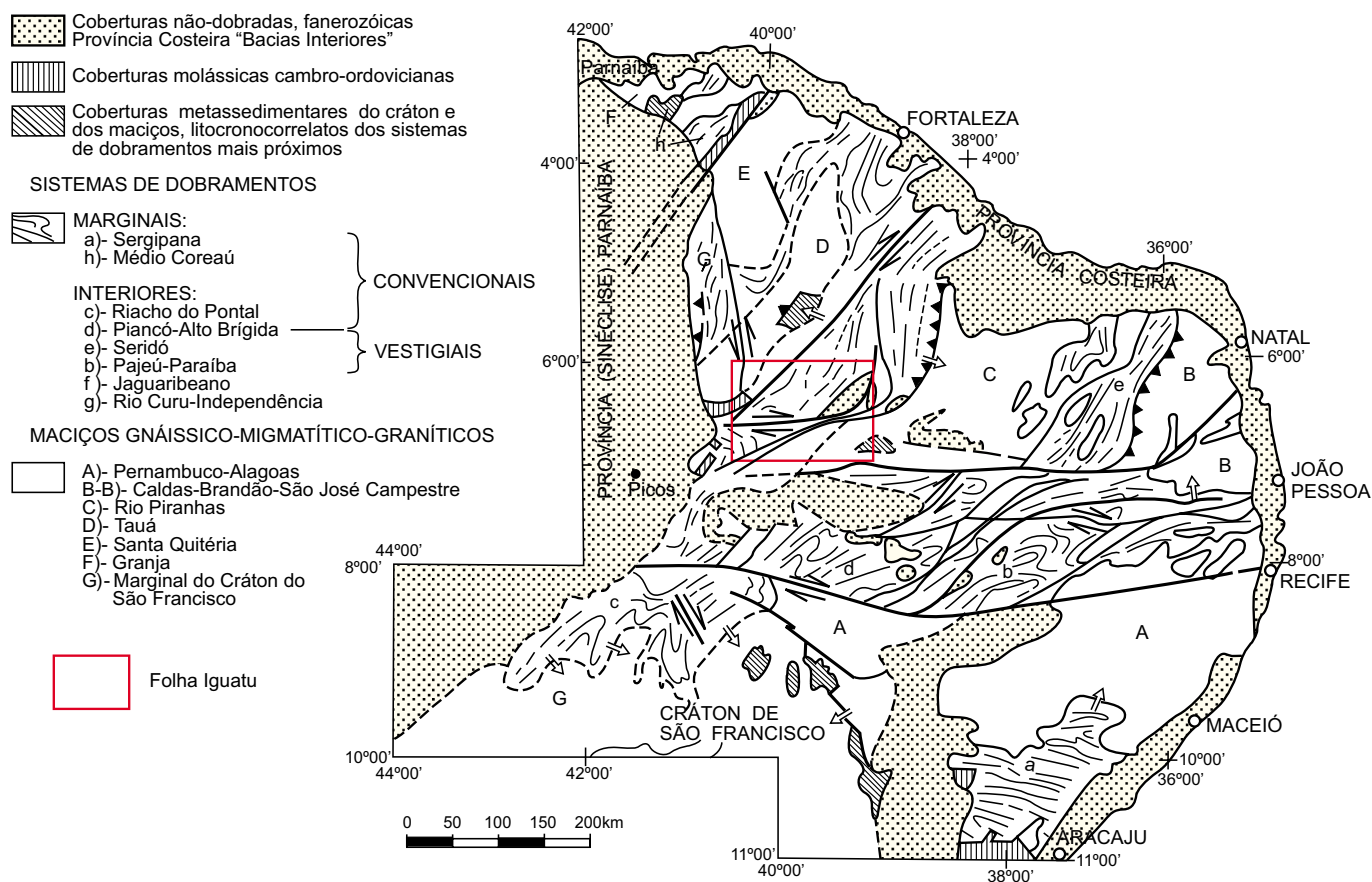 Coberturas não-dobradas, fanerozóicas
Província Costeira “Bacias Interiores”
Coberturas molássicas cambro-ordovicianas
Coberturas metassedimentares do cráton e
dos maciços, litocronocorrelatos dos sistemas
de dobramentos mais próximos
SISTEMAS DE DOBRAMENTOS
MARGINAIS:
a)- Sergipana
h)- Médio Coreaú
CONVENCIONAIS
INTERIORES:
c)- Riacho do Pontal
d)- Piancó-Alto Brígida
e)- Seridó
b)- Pajeú-Paraíba
VESTIGIAIS
f)- Jaguaribeano
g)- Rio Curu-Independência
MACIÇOS GNÁISSICO-MIGMATÍTICO-GRANÍTICOS
A)- Pernambuco-Alagoas
B-B)- Caldas-Brandão-São José Campestre
C)- Rio Piranhas
D)- Tauá
E)- Santa Quitéria
F)- Granja
G)- Marginal do Cráton do
São Francisco
Folha Iguatu
42º00’
40º00’
Parnaíba
F
h
FORTALEZA
38º00’
4º00’
4º00’
E
D
G
PROVÍNCIA (SINECLISE) PARNAÍBA
PROVÍNCIA COSTEIRA
36º00’
NATAL
6º00’
6º00’
C
e
B
B
JOÃO
PESSOA
Picos
44º00’
8º00’
8º00’
RECIFE
d
b
c
A
A
G
CRÁTON DE
SÃO FRANCISCO
MACEIÓ
10º00’
44º00’
42º00’
10º00’
36º00’
a
ARACAJU
11º00’
11º00’
40º00’
38º00’
0 50 100 150 200km